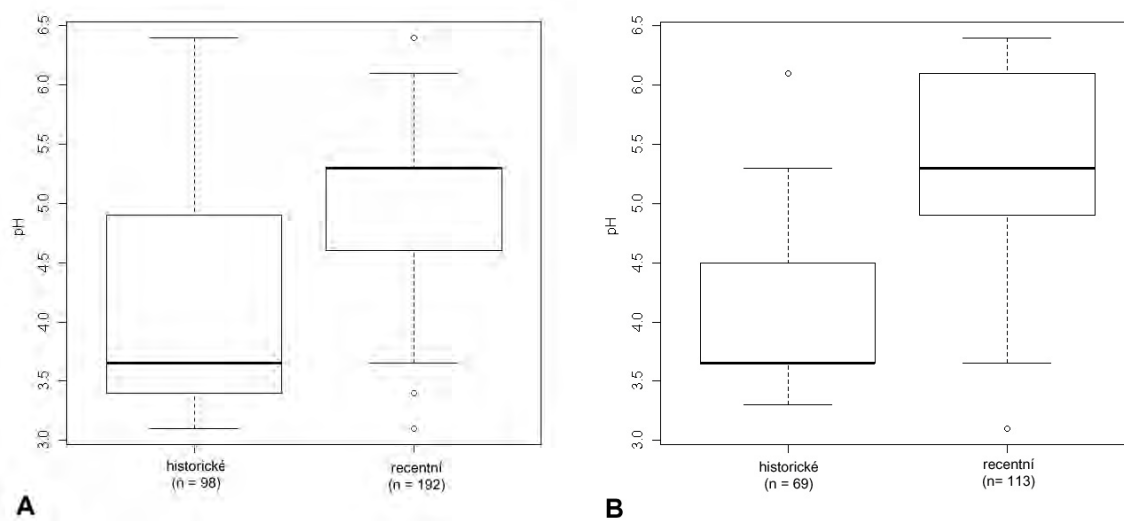 6.5
6.0
5.5
5.0
4.5
4.0
3.5
3.0
pH
historické
(n = 98)
recentní
(n = 192)
A
6.5
6.0
5.5
5.0
4.5
4.0
3.5
3.0
pH
historické
(n = 69)
recentní
(n= 113)
B